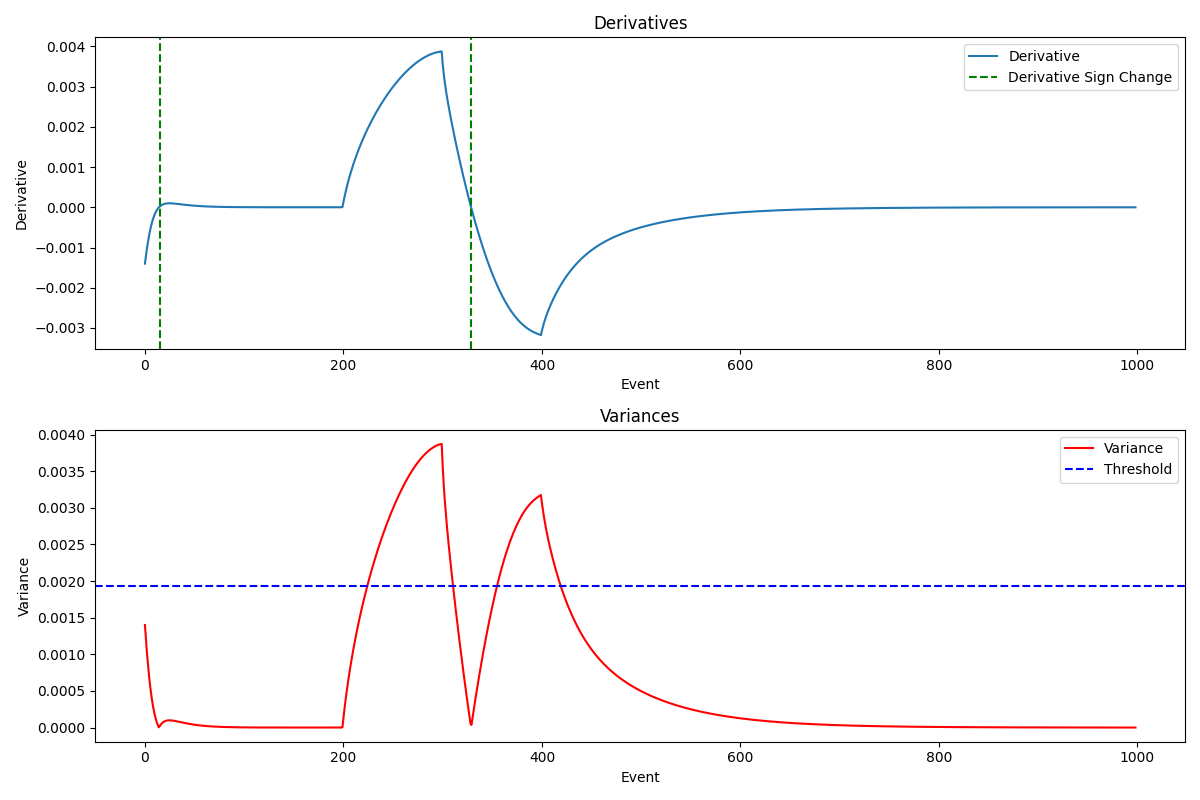 Derivatives
0.004
0.003
0.002
0.001
0.000
−0.001
−0.002
−0.003
Derivative
Derivative
Derivative Sign Change
0 200 400 600 800 1000
Event
Variances
0.0040
0.0035
0.0030
0.0025
0.0020
0.0015
0.0010
0.0005
0.0000
Variance
Variance
Threshold
0 200 400 600 800 1000
Event